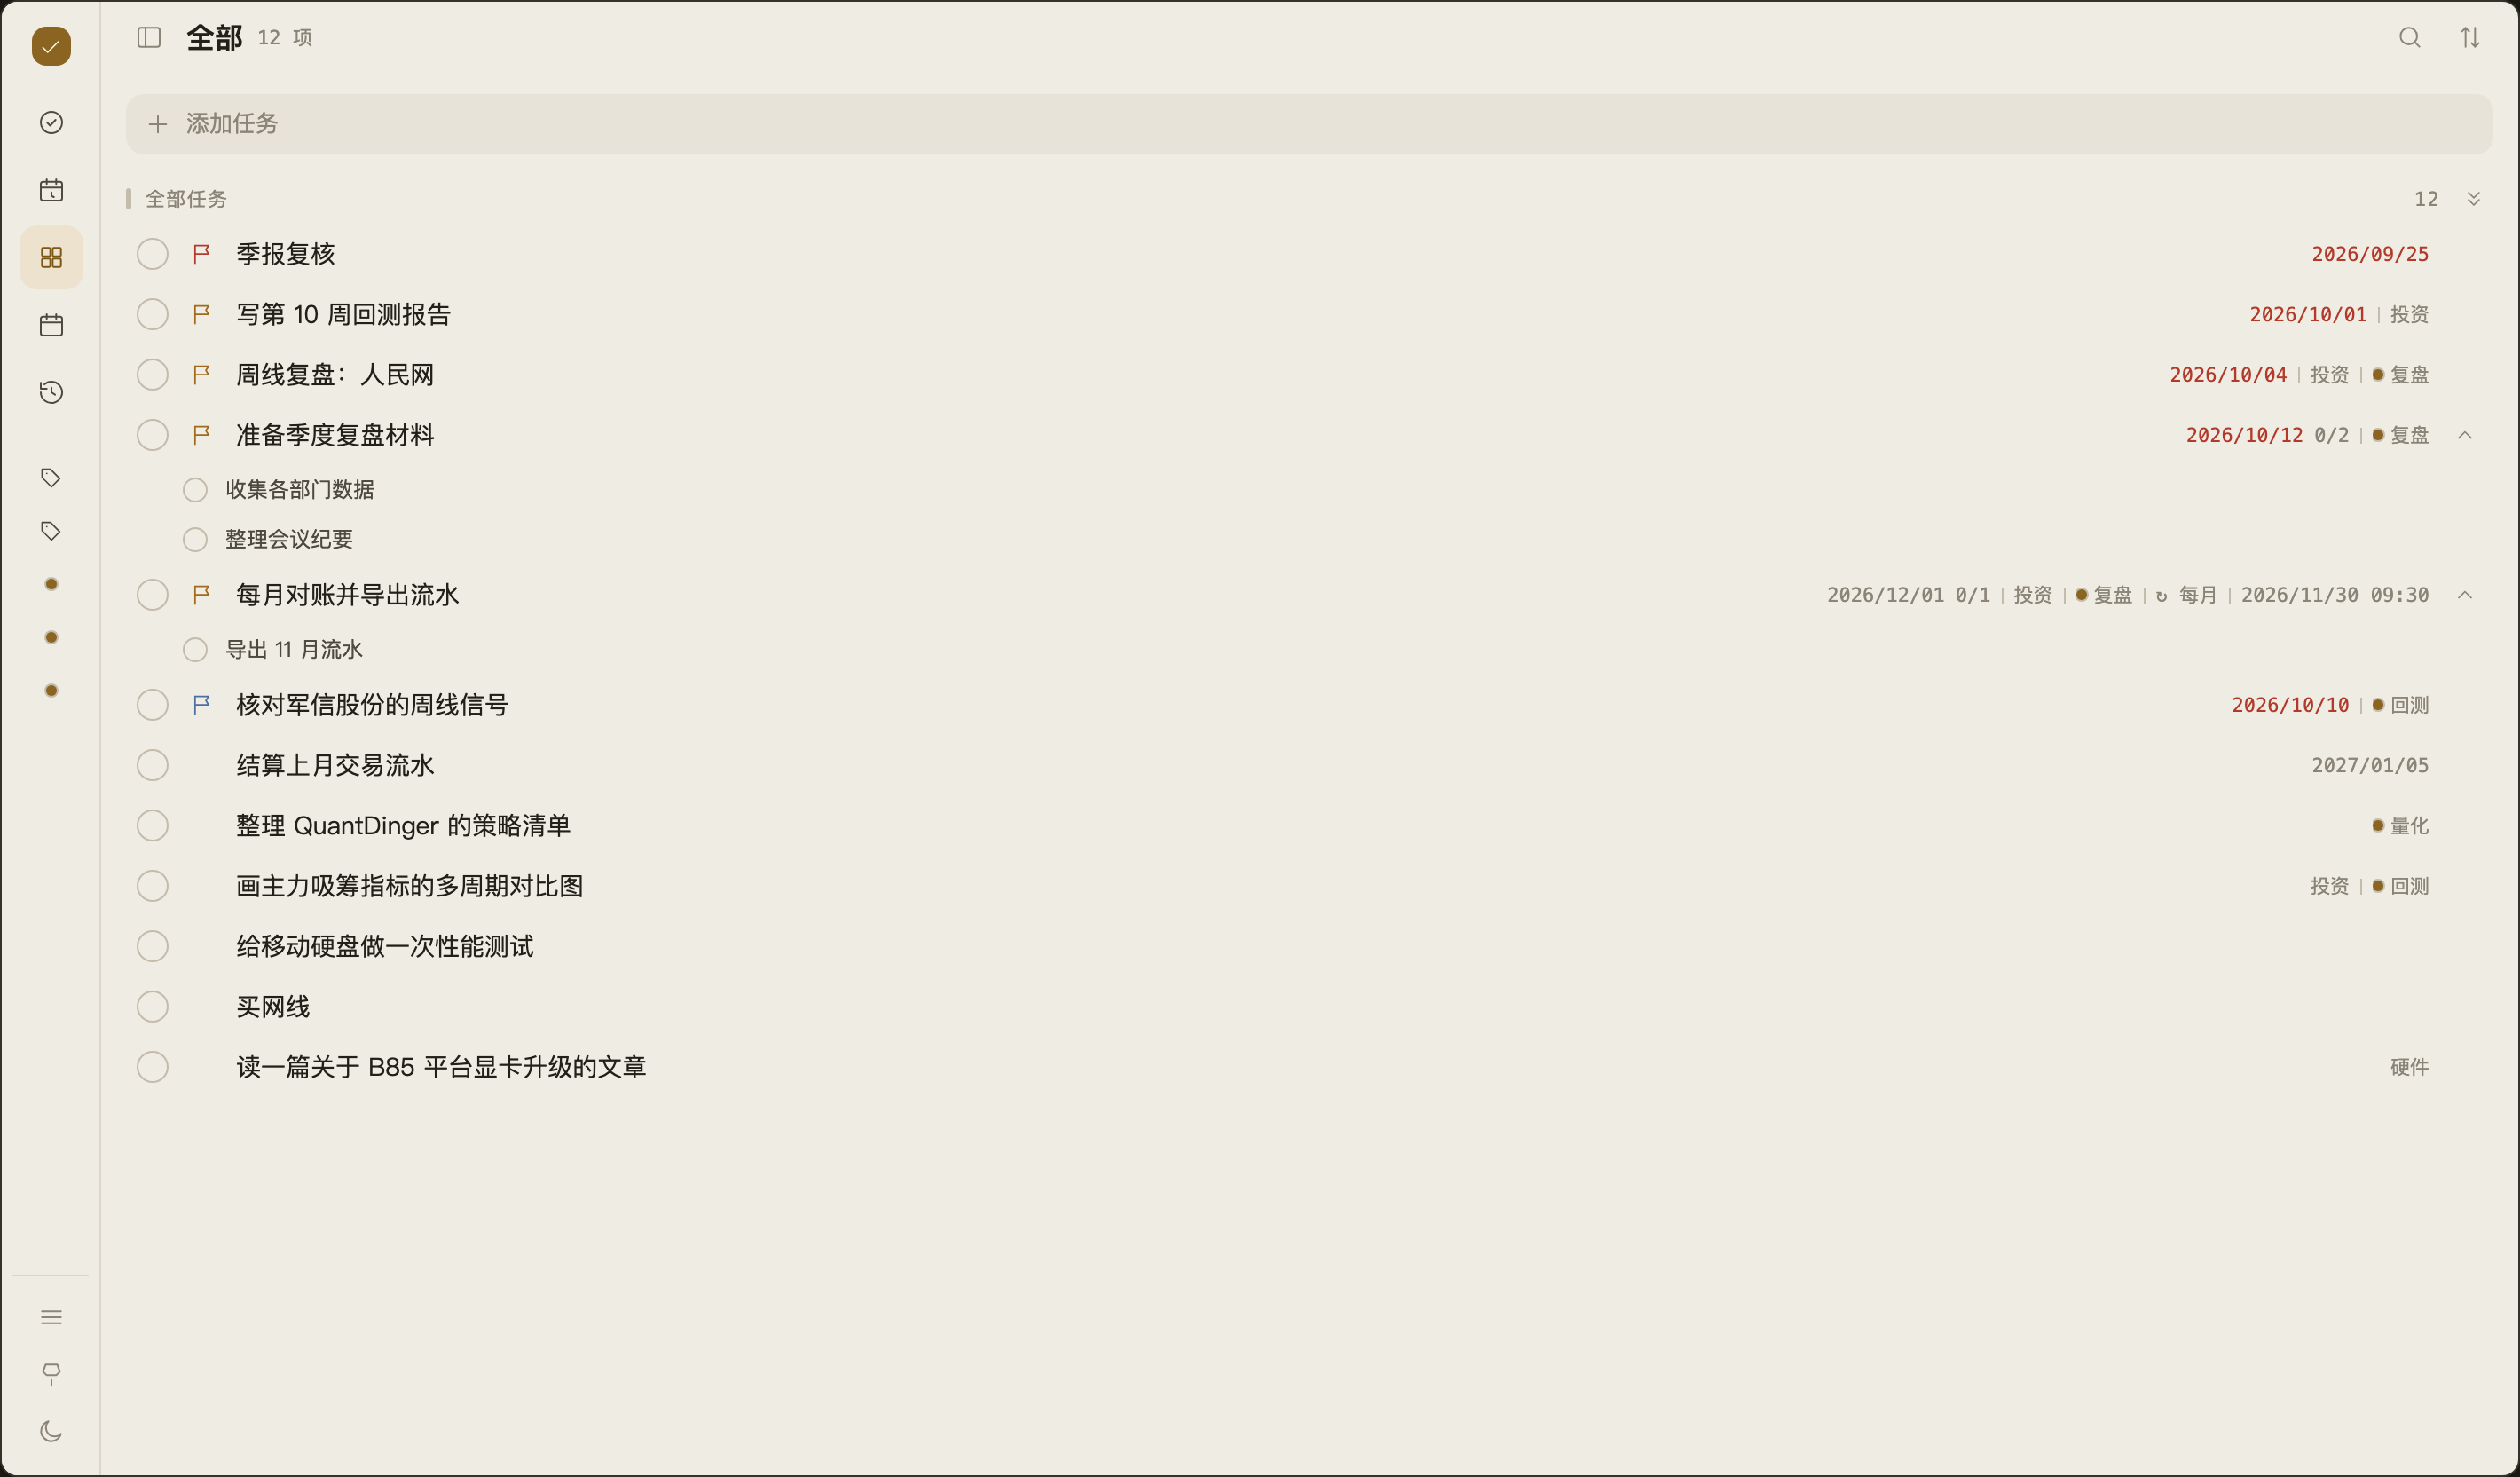 全部 12 项
添加任务
全部任务 12
季报复核 2026/09/25
写第 10 周回测报告 2026/10/01 | 投资
周线复盘：人民网 2026/10/04 | 投资 | 复盘
准备季度复盘材料 2026/10/12 0/2 | 复盘
收集各部门数据
整理会议纪要
每月对账并导出流水 2026/12/01 0/1 | 投资 | 复盘 | ↻ 每月 | 2026/11/30 09:30
导出 11 月流水
核对军信股份的周线信号 2026/10/10 | 回测
结算上月交易流水 2027/01/05
整理 QuantDinger 的策略清单 量化
画主力吸筹指标的多周期对比图 投资 | 回测
给移动硬盘做一次性能测试
买网线
读一篇关于 B85 平台显卡升级的文章 硬件